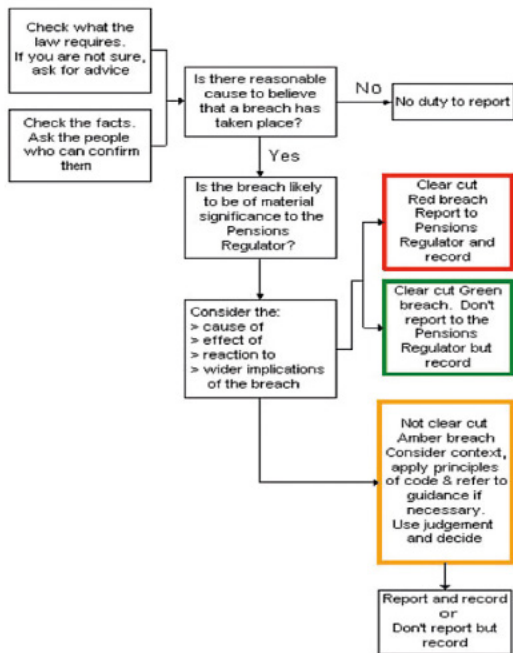 Check what the
law requires.
If you are not sure,
ask for advice
Check the facts.
Ask the people
who can confirm
them
Is there reasonable
cause to believe
that a breach has
taken place?
No
No duty to report
Yes
Is the breach likely
to be of material
significance to the
Pensions
Regulator?
Clear cut
Red breach
Report to
Pensions
Regulator and
record
Clear cut Green
breach. Don't
report to the
Pensions
Regulator but
record
Consider the:
> cause of
> effect of
> reaction to
> wider implications
of the breach
Not clear cut
Amber breach
Consider context,
apply principles
of code & refer to
guidance if
necessary.
Use judgement
and decide
Report and record
or
Don't report but
record